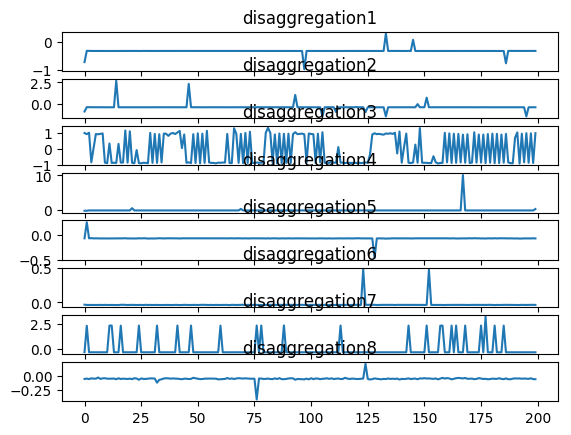 disaggregation1
0
−1
disaggregation2
2.5
0.0
disaggregation3
1
0
−1
disaggregation4
10
0
disaggregation5
0.0
−0.5
disaggregation6
0.5
0.0
disaggregation7
2.5
0.0
disaggregation8
0.00
−0.25
0 25 50 75 100 125 150 175 200